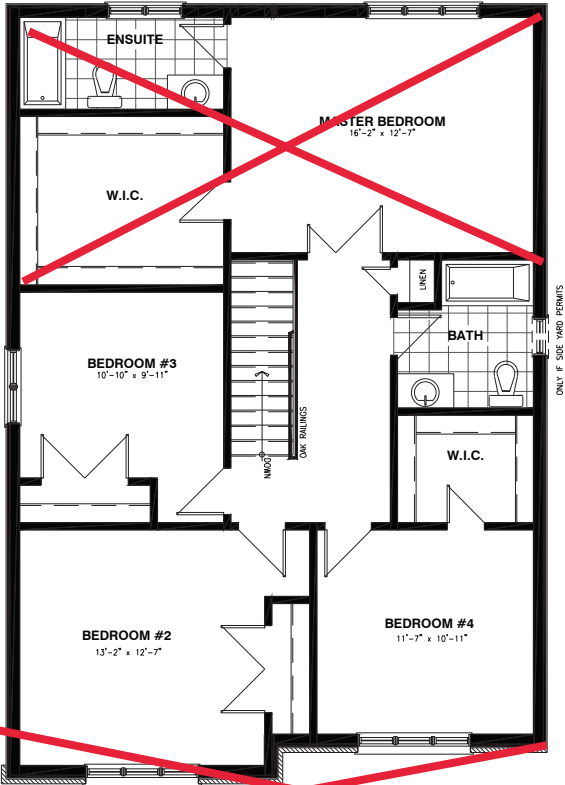 ENSUITE
MASTER BEDROOM
16'-2" x 12'-7"
W.I.C.
LINEN
BATH
ONLY IF SIDE YARD PERMITS
BEDROOM #3
10'-10" x 9'-11"
OAK RAILINGS
DOWN
W.I.C.
BEDROOM #2
13'-2" x 12'-7"
BEDROOM #4
11'-7" x 10'-11"